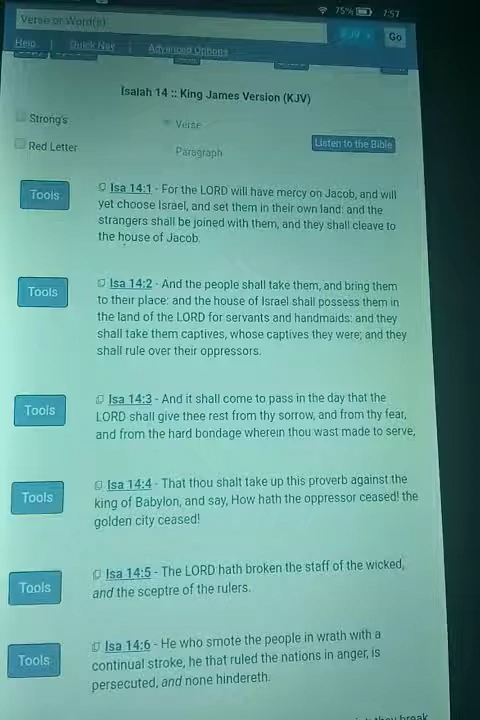 75% 7:57
Verse or Word(s)
KJV Go
Help | Quick Nav | Advanced Options
Isaiah 14 :: King James Version (KJV)
Strong's
Verse
Red Letter
Paragraph
Listen to the Bible
Tools
Isa 14:1 - For the LORD will have mercy on Jacob, and will
yet choose Israel, and set them in their own land: and the
strangers shall be joined with them, and they shall cleave to
the house of Jacob.
Tools
Isa 14:2 - And the people shall take them, and bring them
to their place: and the house of Israel shall possess them in
the land of the LORD for servants and handmaids: and they
shall take them captives, whose captives they were; and they
shall rule over their oppressors.
Tools
Isa 14:3 - And it shall come to pass in the day that the
LORD shall give thee rest from thy sorrow, and from thy fear,
and from the hard bondage wherein thou wast made to serve,
Tools
Isa 14:4 - That thou shalt take up this proverb against the
king of Babylon, and say, How hath the oppressor ceased! the
golden city ceased!
Tools
Isa 14:5 - The LORD hath broken the staff of the wicked,
and the sceptre of the rulers.
Tools
Isa 14:6 - He who smote the people in wrath with a
continual stroke, he that ruled the nations in anger, is
persecuted, and none hindereth.
they break